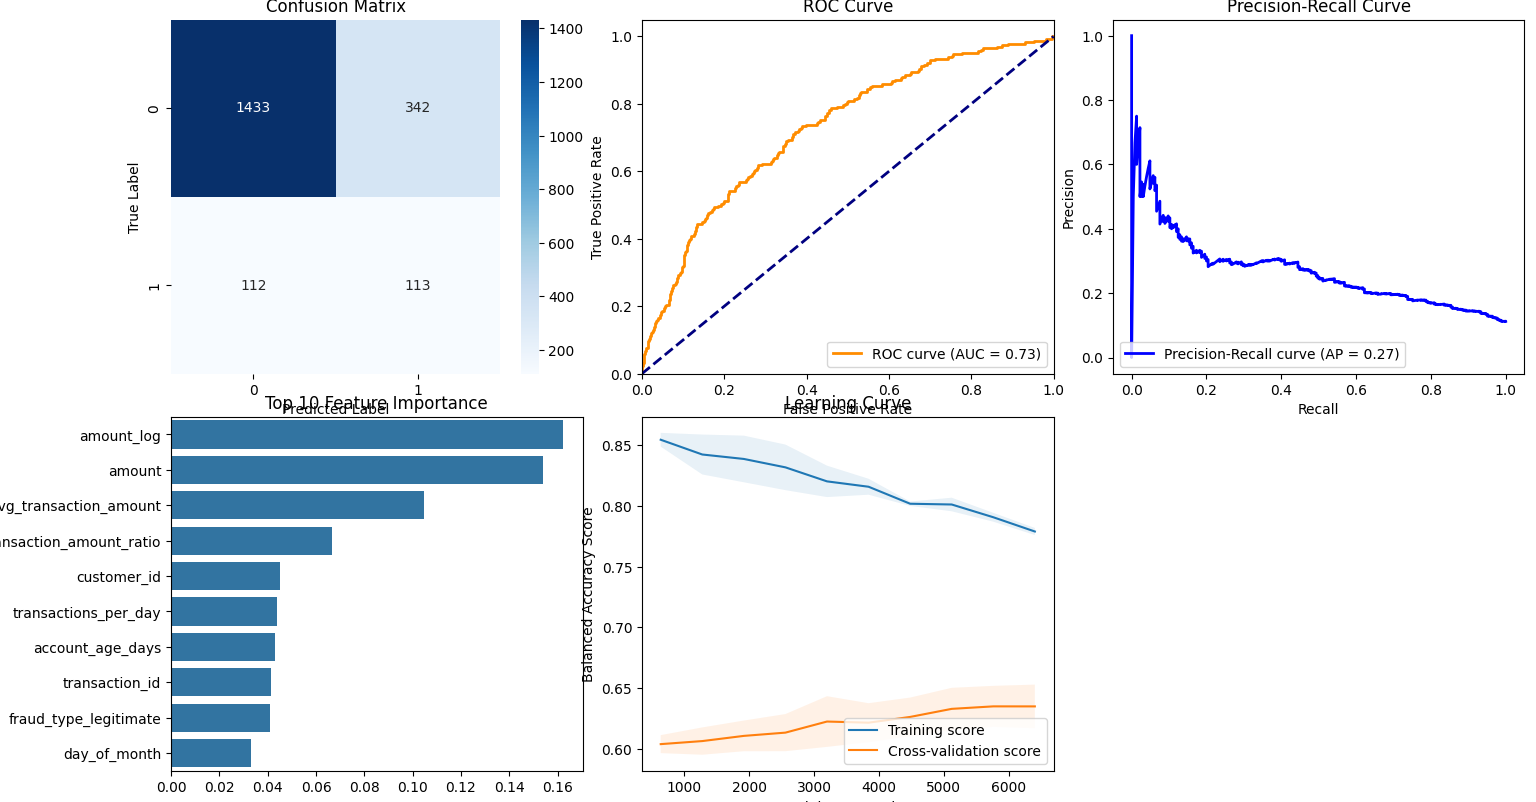 Confusion Matrix
True Label
0
1
1433
342
112
113
0
1
Predicted Label
1400
1200
1000
800
600
400
200
ROC Curve
True Positive Rate
1.0
0.8
0.6
0.4
0.2
0.0
ROC curve (AUC = 0.73)
0.0
0.2
0.4
0.6
0.8
1.0
False Positive Rate
Precision-Recall Curve
Precision
1.0
0.8
0.6
0.4
0.2
0.0
Precision-Recall curve (AP = 0.27)
0.0
0.2
0.4
0.6
0.8
1.0
Recall
Top 10 Feature Importance
amount_log
amount
vg_transaction_amount
nsaction_amount_ratio
customer_id
transactions_per_day
account_age_days
transaction_id
fraud_type_legitimate
day_of_month
0.00
0.02
0.04
0.06
0.08
0.10
0.12
0.14
0.16
Learning Curve
Balanced Accuracy Score
0.85
0.80
0.75
0.70
0.65
0.60
Training score
Cross-validation score
1000
2000
3000
4000
5000
6000